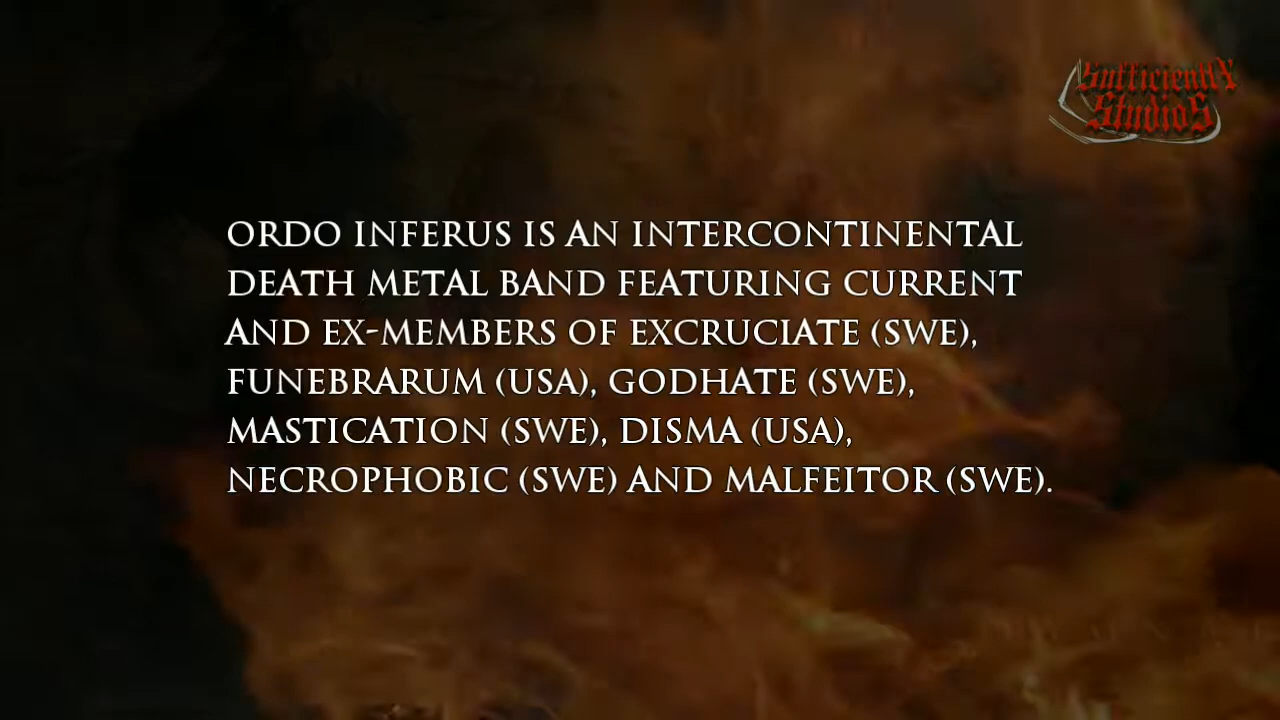 SufficientX
StudioS
ORDO INFERUS IS AN INTERCONTINENTAL
DEATH METAL BAND FEATURING CURRENT
AND EX-MEMBERS OF EXCRUCIATE (SWE),
FUNEBRARUM (USA), GODHATE (SWE),
MASTICATION (SWE), DISMA (USA),
NECROPHOBIC (SWE) AND MALFEITOR (SWE).